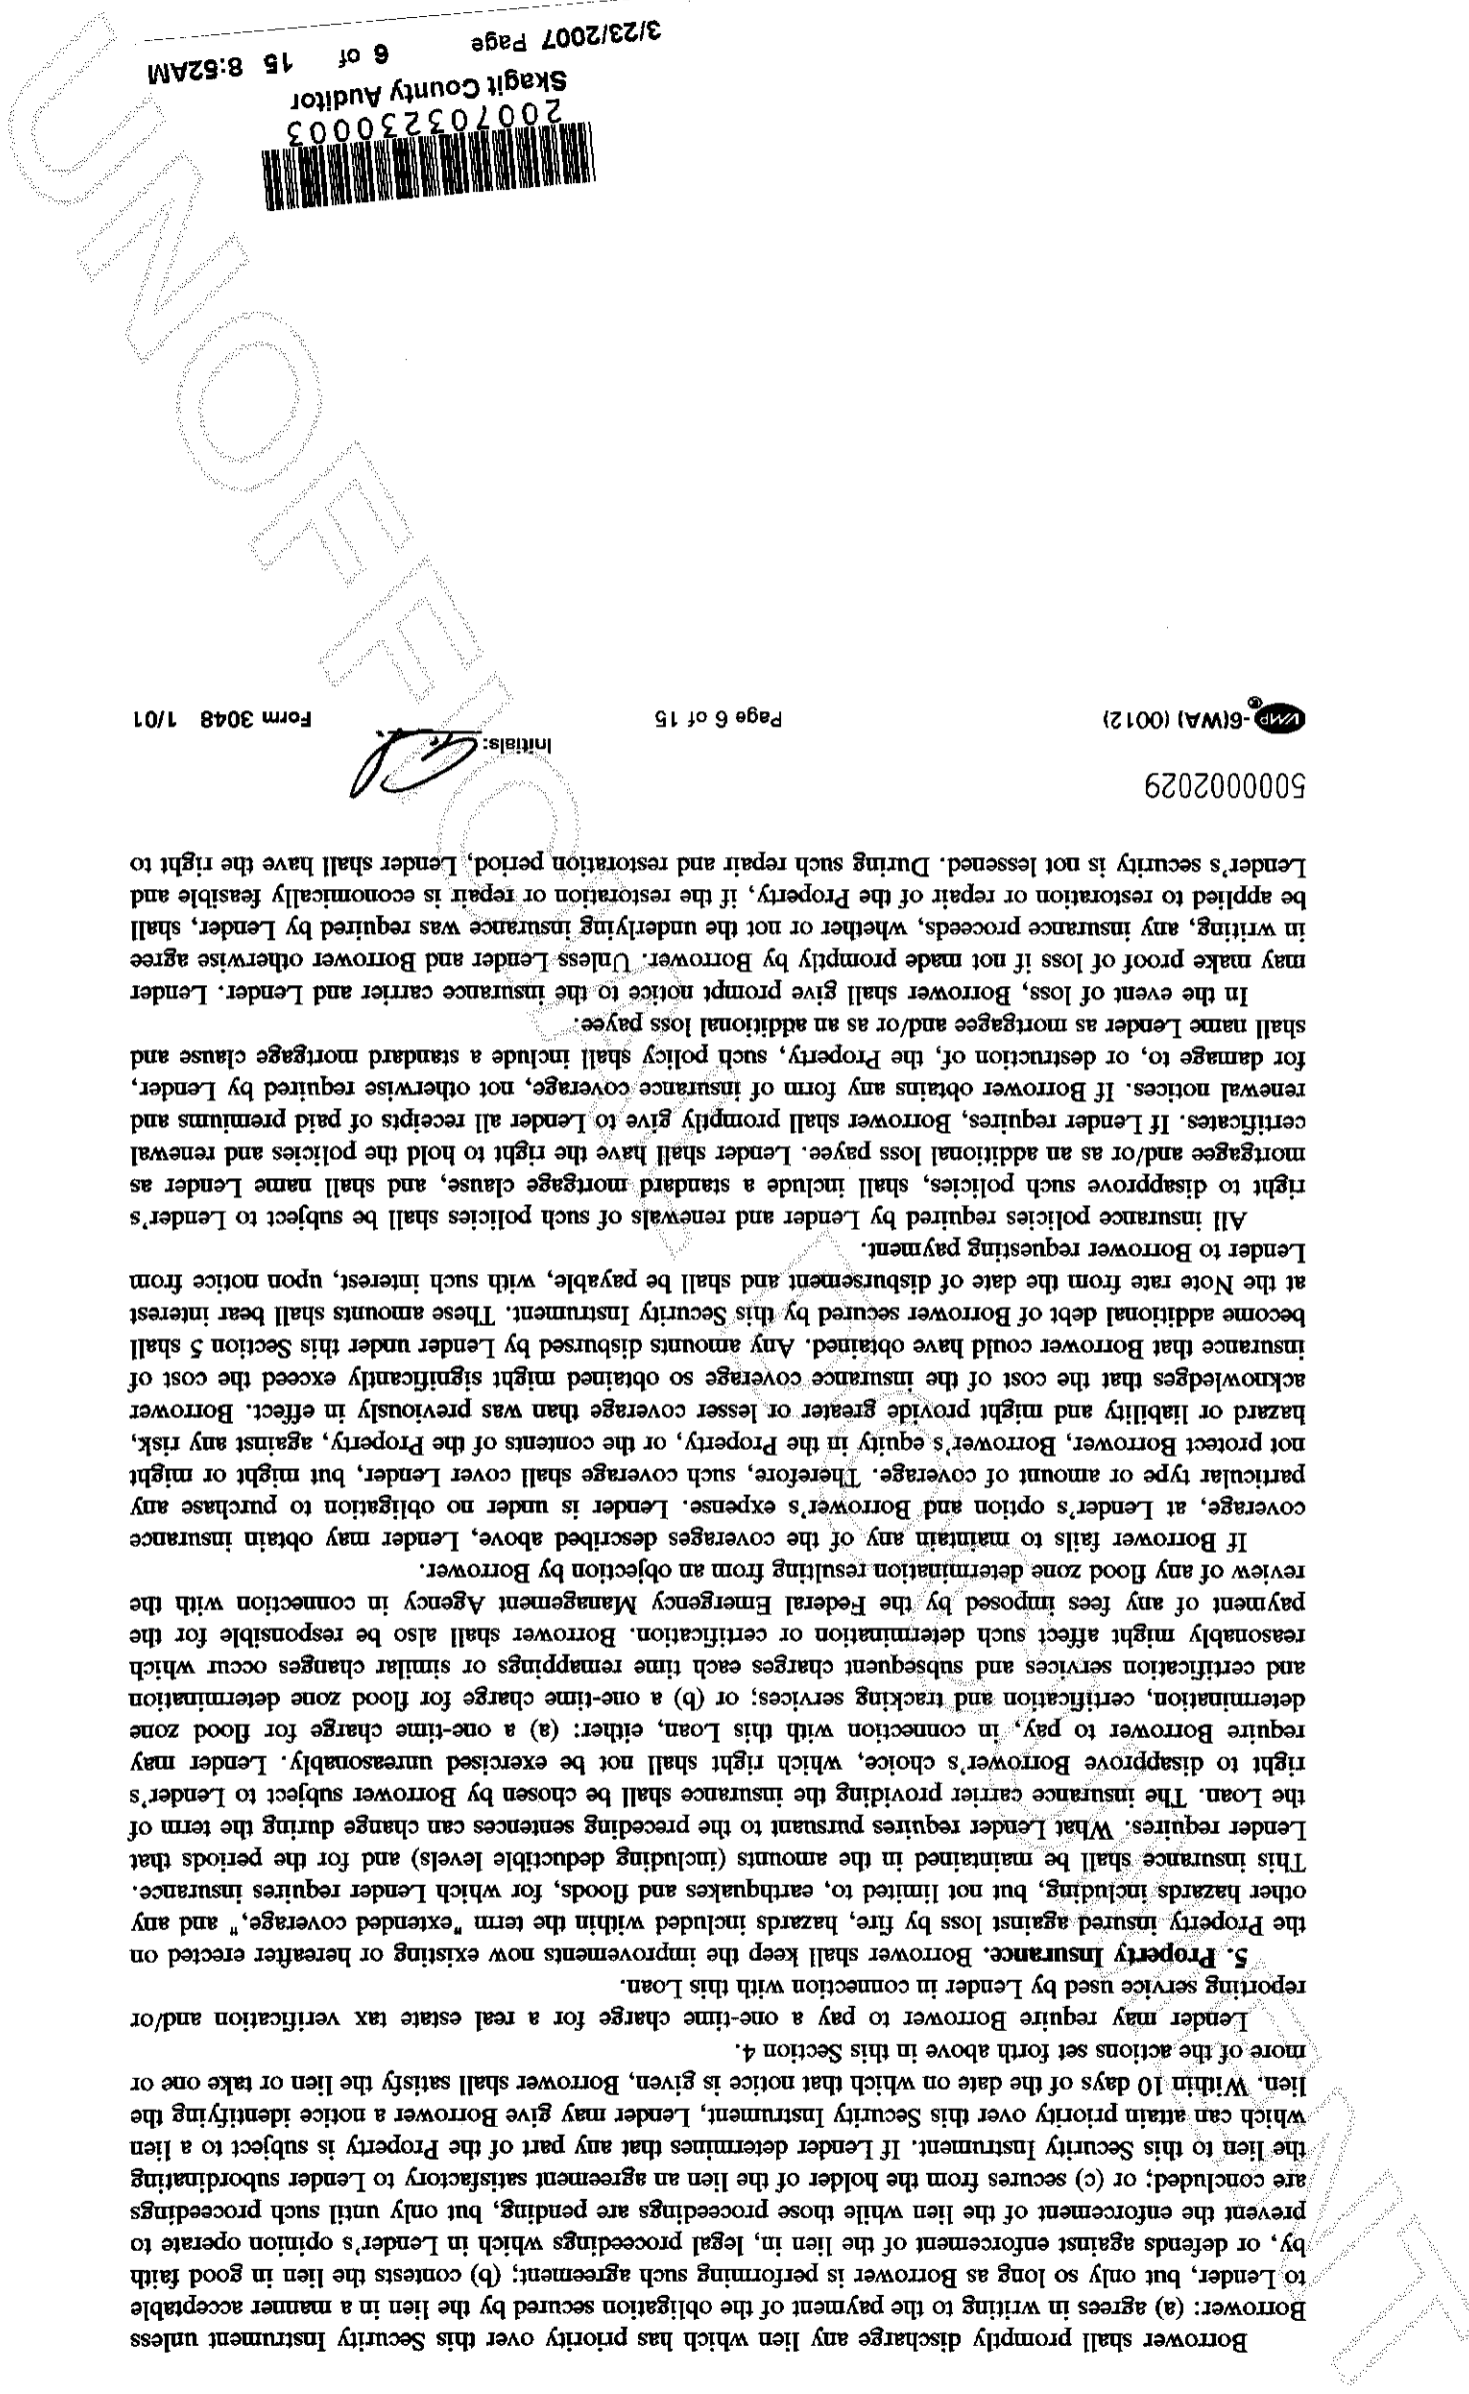 Borrower shall promptly discharge any lien which has priority over this Security Instrument unless
Borrower: (a) agrees in writing to the payment of the obligation secured by the lien in a manner acceptable
to Lender, but only so long as Borrower is performing such agreement; (b) contests the lien in good faith
by, or defends against enforcement of the lien in, legal proceedings which in Lender's opinion operate to
prevent the enforcement of the lien while those proceedings are pending, but only until such proceedings
are concluded; or (c) secures from the holder of the lien an agreement satisfactory to Lender subordinating
the lien to this Security Instrument. If Lender determines that any part of the Property is subject to a lien
which can attain priority over this Security Instrument, Lender may give Borrower a notice identifying the
lien. Within 10 days of the date on which that notice is given, Borrower shall satisfy the lien or take one or
more of the actions set forth above in this Section 4.
Lender may require Borrower to pay a one-time charge for a real estate tax verification and/or
reporting service used by Lender in connection with this Loan.
5. Property Insurance. Borrower shall keep the improvements now existing or hereafter erected on
the Property insured against loss by fire, hazards included within the term "extended coverage," and any
other hazards including, but not limited to, earthquakes and floods, for which Lender requires insurance.
This insurance shall be maintained in the amounts (including deductible levels) and for the periods that
Lender requires. What Lender requires pursuant to the preceding sentences can change during the term of
the Loan. The insurance carrier providing the insurance shall be chosen by Borrower subject to Lender's
right to disapprove Borrower's choice, which right shall not be exercised unreasonably. Lender may
require Borrower to pay, in connection with this Loan, either: (a) a one-time charge for flood zone
determination, certification and tracking services; or (b) a one-time charge for flood zone determination
and certification services and subsequent charges each time remappings or similar changes occur which
reasonably might affect such determination or certification. Borrower shall also be responsible for the
payment of any fees imposed by the Federal Emergency Management Agency in connection with the
review of any flood zone determination resulting from an objection by Borrower.
If Borrower fails to maintain any of the coverages described above, Lender may obtain insurance
coverage, at Lender's option and Borrower's expense. Lender is under no obligation to purchase any
particular type or amount of coverage. Therefore, such coverage shall cover Lender, but might or might
not protect Borrower, Borrower's equity in the Property, or the contents of the Property, against any risk,
hazard or liability and might provide greater or lesser coverage than was previously in effect. Borrower
acknowledges that the cost of the insurance coverage so obtained might significantly exceed the cost of
insurance that Borrower could have obtained. Any amounts disbursed by Lender under this Section 5 shall
become additional debt of Borrower secured by this Security Instrument. These amounts shall bear interest
at the Note rate from the date of disbursement and shall be payable, with such interest, upon notice from
Lender to Borrower requesting payment.
All insurance policies required by Lender and renewals of such policies shall be subject to Lender's
right to disapprove such policies, shall include a standard mortgage clause, and shall name Lender as
mortgagee and/or as an additional loss payee. Lender shall have the right to hold the policies and renewal
certificates. If Lender requires, Borrower shall promptly give to Lender all receipts of paid premiums and
renewal notices. If Borrower obtains any form of insurance coverage, not otherwise required by Lender,
for damage to, or destruction of, the Property, such policy shall include a standard mortgage clause and
shall name Lender as mortgagee and/or as an additional loss payee.
In the event of loss, Borrower shall give prompt notice to the insurance carrier and Lender. Lender
may make proof of loss if not made promptly by Borrower. Unless Lender and Borrower otherwise agree
in writing, any insurance proceeds, whether or not the underlying insurance was required by Lender, shall
be applied to restoration or repair of the Property, if the restoration or repair is economically feasible and
Lender's security is not lessened. During such repair and restoration period, Lender shall have the right to
5000002029
Initials:
VMP®-6(WA) (0012) Page 6 of 15 Form 3048 1/01
200703230003
Skagit County Auditor
3/23/2007 Page 6 of 15 8:52AM
UNOFFICIAL DOCUMENT